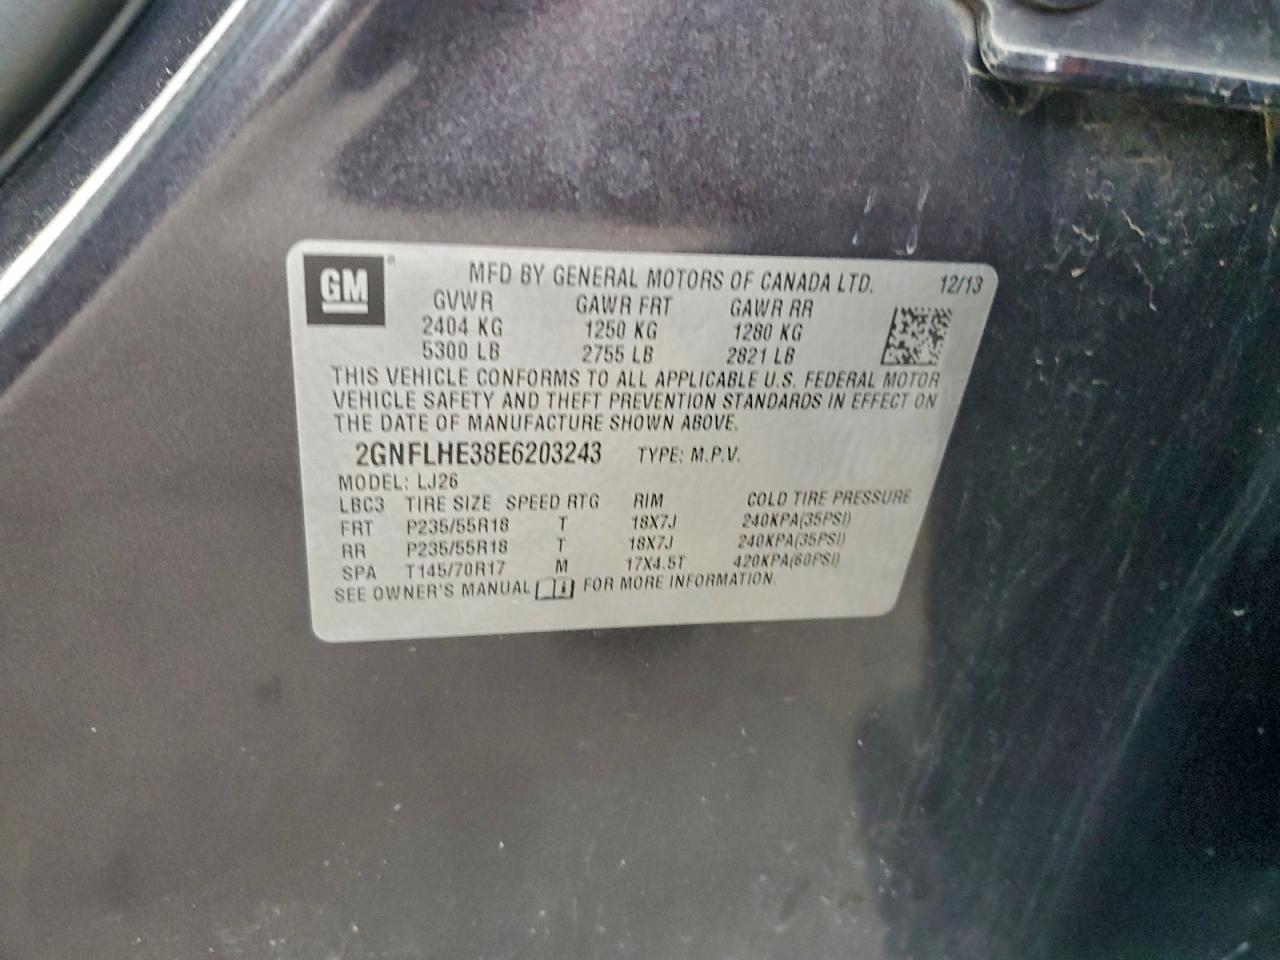 GM® MFD BY GENERAL MOTORS OF CANADA LTD. 12/13
GVWR GAWR FRT GAWR RR
2404 KG 1250 KG 1280 KG
5300 LB 2755 LB 2821 LB
THIS VEHICLE CONFORMS TO ALL APPLICABLE U.S. FEDERAL MOTOR
VEHICLE SAFETY AND THEFT PREVENTION STANDARDS IN EFFECT ON
THE DATE OF MANUFACTURE SHOWN ABOVE.
2GNFLHE38E6203243 TYPE: M.P.V.
MODEL: LJ26
LBC3 TIRE SIZE SPEED RTG RIM COLD TIRE PRESSURE
FRT P235/55R18 T 18X7J 240KPA(35PSI)
RR P235/55R18 T 18X7J 240KPA(35PSI)
SPA T145/70R17 M 17X4.5T 420KPA(60PSI)
SEE OWNER'S MANUAL FOR MORE INFORMATION.